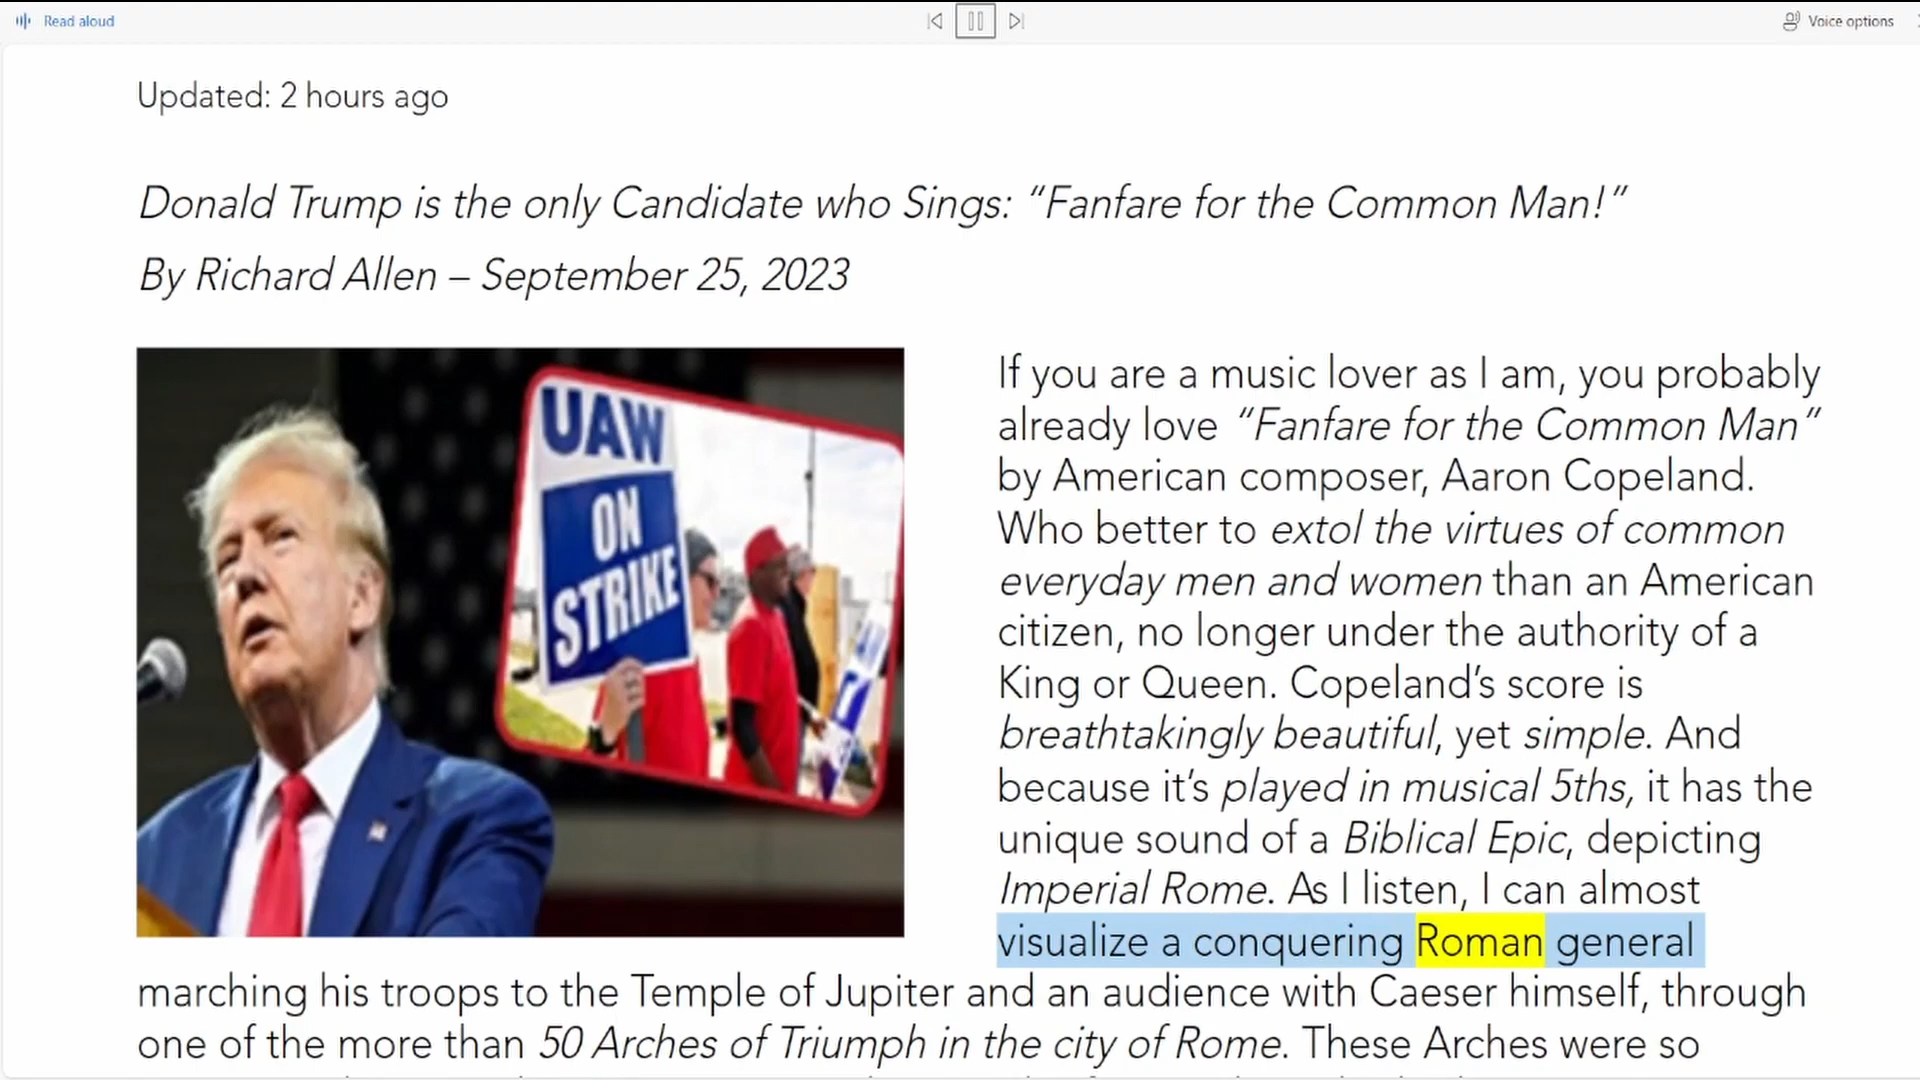 Read aloud
Voice options
Updated: 2 hours ago
Donald Trump is the only Candidate who Sings: “Fanfare for the Common Man!”
By Richard Allen – September 25, 2023
UAW
ON
STRIKE
If you are a music lover as I am, you probably
already love “Fanfare for the Common Man”
by American composer, Aaron Copeland.
Who better to extol the virtues of common
everyday men and women than an American
citizen, no longer under the authority of a
King or Queen. Copeland’s score is
breathtakingly beautiful, yet simple. And
because it’s played in musical 5ths, it has the
unique sound of a Biblical Epic, depicting
Imperial Rome. As I listen, I can almost
visualize a conquering Roman general
marching his troops to the Temple of Jupiter and an audience with Caeser himself, through
one of the more than 50 Arches of Triumph in the city of Rome. These Arches were so